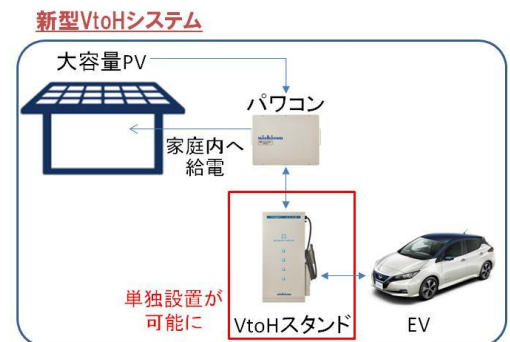 新型VtoHシステム
大容量PV
パワコン
nichicon
家庭内へ
給電
単独設置が
可能に
VtoHスタンド
EV